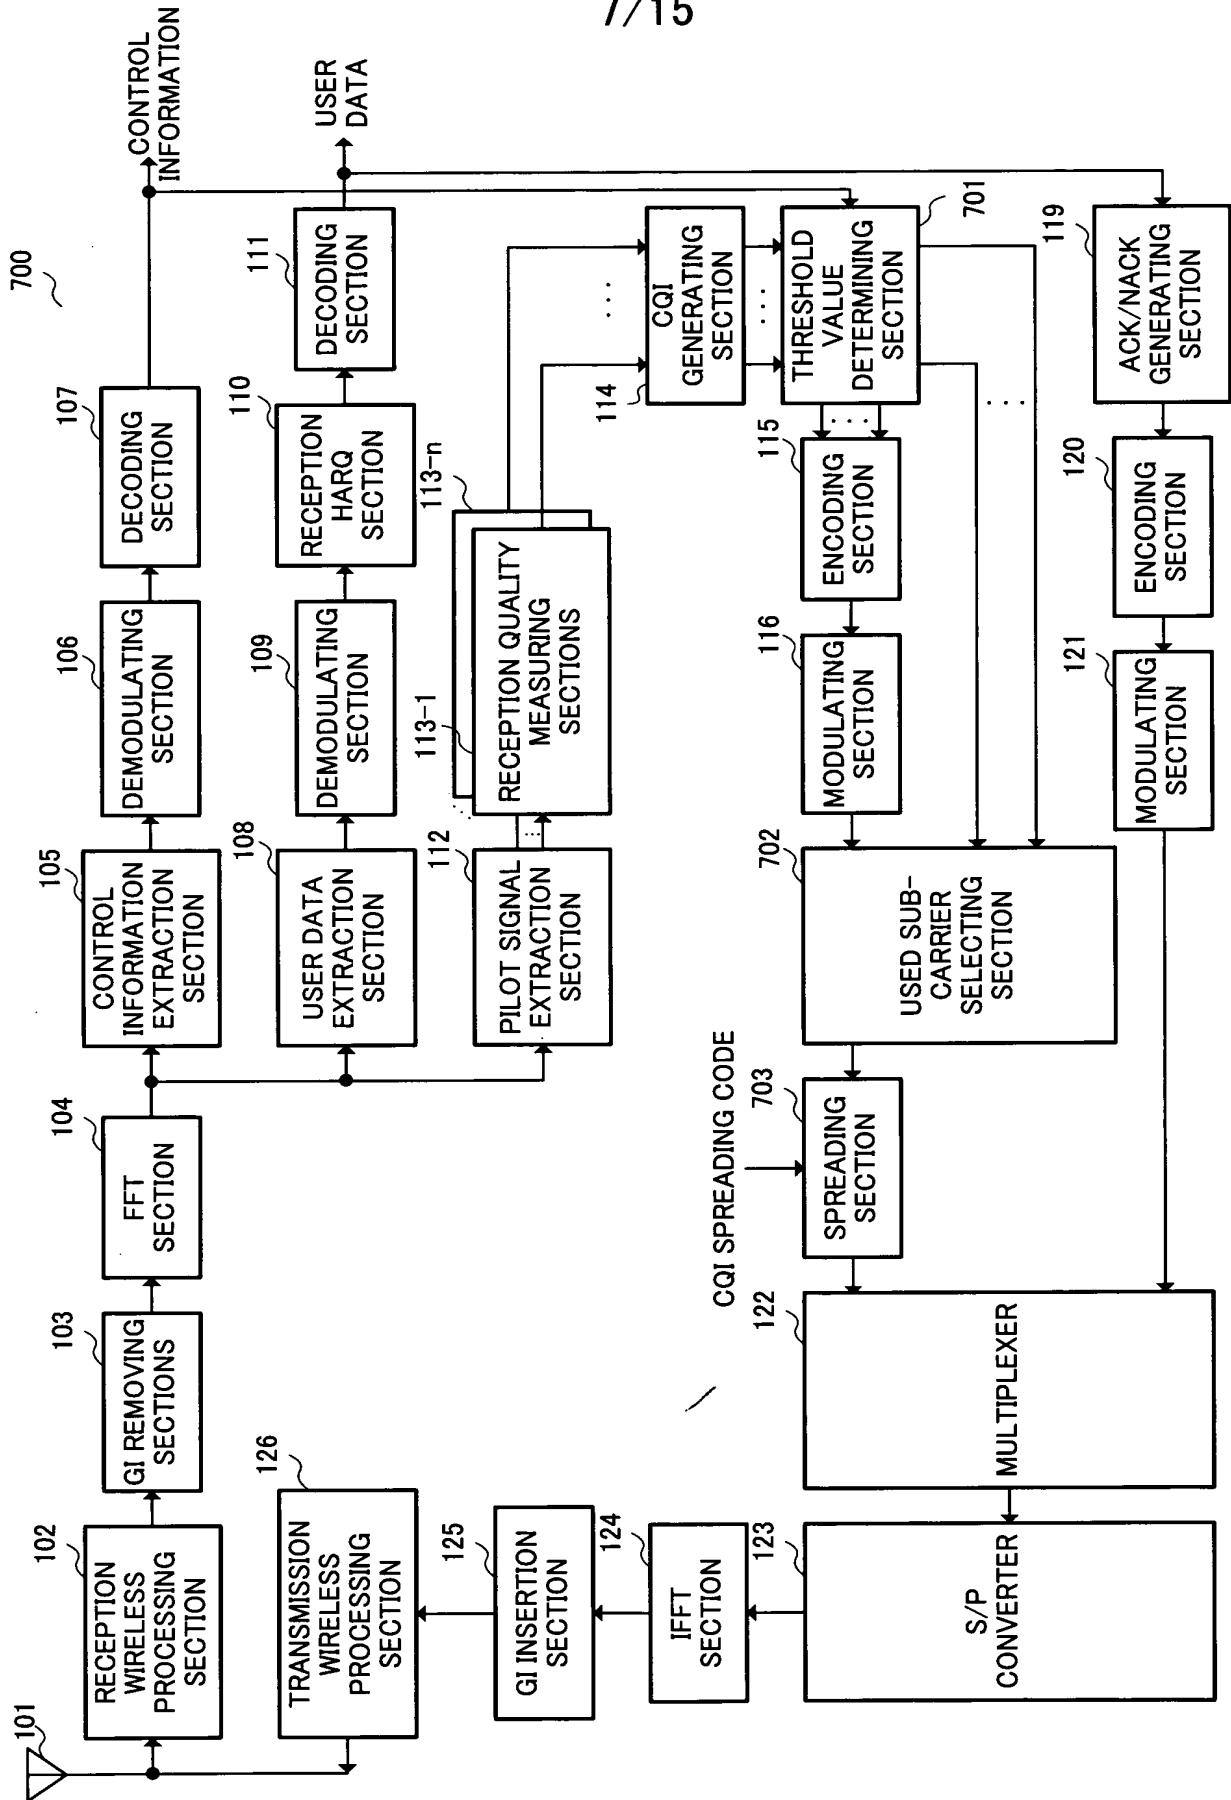 7/15
700
101
102
RECEPTION
WIRELESS
PROCESSING
SECTION
103
GI REMOVING
SECTIONS
104
FFT
SECTION
105
CONTROL
INFORMATION
EXTRACTION
SECTION
106
DEMODULATING
SECTION
107
DECODING
SECTION
CONTROL
INFORMATION
108
USER DATA
EXTRACTION
SECTION
109
DEMODULATING
SECTION
110
RECEPTION
HARQ
SECTION
111
DECODING
SECTION
USER
DATA
112
PILOT SIGNAL
EXTRACTION
SECTION
113-1
113-n
RECEPTION QUALITY
MEASURING
SECTIONS
114
CQI
GENERATING
SECTION
701
THRESHOLD
VALUE
DETERMINING
SECTION
115
ENCODING
SECTION
116
MODULATING
SECTION
702
USED SUB-
CARRIER
SELECTING
SECTION
CQI SPREADING CODE
703
SPREADING
SECTION
119
ACK/NACK
GENERATING
SECTION
120
ENCODING
SECTION
121
MODULATING
SECTION
122
MULTIPLEXER
123
S/P
CONVERTER
124
IFFT
SECTION
125
GI INSERTION
SECTION
126
TRANSMISSION
WIRELESS
PROCESSING
SECTION